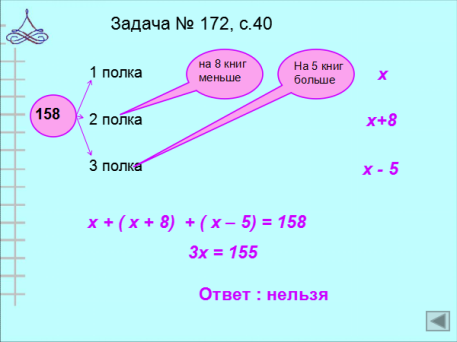 Задача № 172, с.40
1 полка
на 8 книг
меньше
На 5 книг
больше
х
158
2 полка
х+8
3 полка
х - 5
х + ( х + 8) + ( х – 5) = 158
3х = 155
Ответ : нельзя